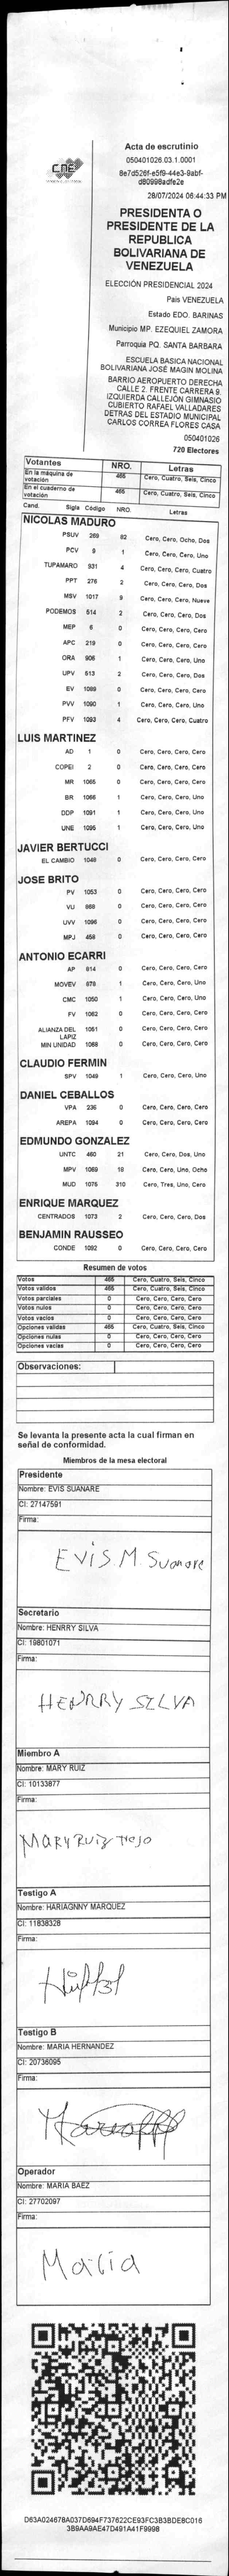 CNE
Acta de escrutinio
050401026.03.1.0001
8e7d526f-e5f9-44e3-9abf-
d80998adfe2e
28/07/2024 06:44:33 PM
PRESIDENTA O
PRESIDENTE DE LA
REPUBLICA
BOLIVARIANA DE
VENEZUELA
ELECCIÓN PRESIDENCIAL 2024
Pais VENEZUELA
Estado EDO. BARINAS
Municipio MP. EZEQUIEL ZAMORA
Parroquia PQ. SANTA BARBARA
ESCUELA BASICA NACIONAL
BOLIVARIANA JOSÉ MAGIN MOLINA
BARRIO AEROPUERTO DERECHA
CALLE 2. FRENTE CARRERA 9.
IZQUIERDA CALLEJÓN GIMNASIO
CUBIERTO RAFAEL VALLADARES
DETRAS DEL ESTADIO MUNICIPAL
CARLOS CORREA FLORES CASA
050401026
720 Electores
Votantes NRO. Letras
En la máquina de votación 465 Cero, Cuatro, Seis, Cinco
En el cuaderno de votación 465 Cero, Cuatro, Seis, Cinco
Cand. Sigla Código NRO. Letras
NICOLAS MADURO
PSUV 269 82 Cero, Cero, Ocho, Dos
PCV 9 1 Cero, Cero, Cero, Uno
TUPAMARO 931 4 Cero, Cero, Cero, Cuatro
PPT 276 2 Cero, Cero, Cero, Dos
MSV 1017 9 Cero, Cero, Cero, Nueve
PODEMOS 514 2 Cero, Cero, Cero, Dos
MEP 6 0 Cero, Cero, Cero, Cero
APC 219 0 Cero, Cero, Cero, Cero
ORA 906 1 Cero, Cero, Cero, Uno
UPV 513 2 Cero, Cero, Cero, Dos
EV 1089 0 Cero, Cero, Cero, Cero
PVV 1090 1 Cero, Cero, Cero, Uno
PFV 1093 4 Cero, Cero, Cero, Cuatro
LUIS MARTINEZ
AD 1 0 Cero, Cero, Cero, Cero
COPEI 2 0 Cero, Cero, Cero, Cero
MR 1065 0 Cero, Cero, Cero, Cero
BR 1066 1 Cero, Cero, Cero, Uno
DDP 1091 1 Cero, Cero, Cero, Uno
UNE 1095 1 Cero, Cero, Cero, Uno
JAVIER BERTUCCI
EL CAMBIO 1048 0 Cero, Cero, Cero, Cero
JOSE BRITO
PV 1053 0 Cero, Cero, Cero, Cero
VU 868 0 Cero, Cero, Cero, Cero
UVV 1096 0 Cero, Cero, Cero, Cero
MPJ 458 0 Cero, Cero, Cero, Cero
ANTONIO ECARRI
AP 914 0 Cero, Cero, Cero, Cero
MOVEV 979 1 Cero, Cero, Cero, Uno
CMC 1050 1 Cero, Cero, Cero, Uno
FV 1062 0 Cero, Cero, Cero, Cero
ALIANZA DEL LÁPIZ 1061 0 Cero, Cero, Cero, Cero
MIN UNIDAD 1068 0 Cero, Cero, Cero, Cero
CLAUDIO FERMIN
SPV 1049 1 Cero, Cero, Cero, Uno
DANIEL CEBALLOS
VPA 236 0 Cero, Cero, Cero, Cero
AREPA 1094 0 Cero, Cero, Cero, Cero
EDMUNDO GONZALEZ
UNTC 460 21 Cero, Cero, Dos, Uno
MPV 1069 18 Cero, Cero, Uno, Ocho
MUD 1075 310 Cero, Tres, Uno, Cero
ENRIQUE MARQUEZ
CENTRADOS 1073 2 Cero, Cero, Cero, Dos
BENJAMIN RAUSSEO
CONDE 1092 0 Cero, Cero, Cero, Cero
Resumen de votos
Votos 465 Cero, Cuatro, Seis, Cinco
Votos validos 465 Cero, Cuatro, Seis, Cinco
Votos parciales 0 Cero, Cero, Cero, Cero
Votos nulos 0 Cero, Cero, Cero, Cero
Votos vacios 0 Cero, Cero, Cero, Cero
Opciones validas 465 Cero, Cuatro, Seis, Cinco
Opciones nulas 0 Cero, Cero, Cero, Cero
Opciones vacías 0 Cero, Cero, Cero, Cero
Observaciones:
Se levanta la presente acta la cual firman en
señal de conformidad.
Miembros de la mesa electoral
Presidente
Nombre: EVIS SUANARE
CI: 27147591
Firma:
EviS.M.Suanare
Secretario
Nombre: HENRRY SILVA
CI: 19801071
Firma:
HENRRY SILVA
Miembro A
Nombre: MARY RUIZ
CI: 10133877
Firma:
MARY RUIZ Trejo
Testigo A
Nombre: HARIAGNNY MARQUEZ
CI: 11838328
Firma:
Testigo B
Nombre: MARIA HERNANDEZ
CI: 20736095
Firma:
Operador
Nombre: MARIA BAEZ
CI: 27702097
Firma:
Maria
D63A024678A037D694F737622CE93FC3B3BDEBC016
3B9AA9AE47D491A41F9998